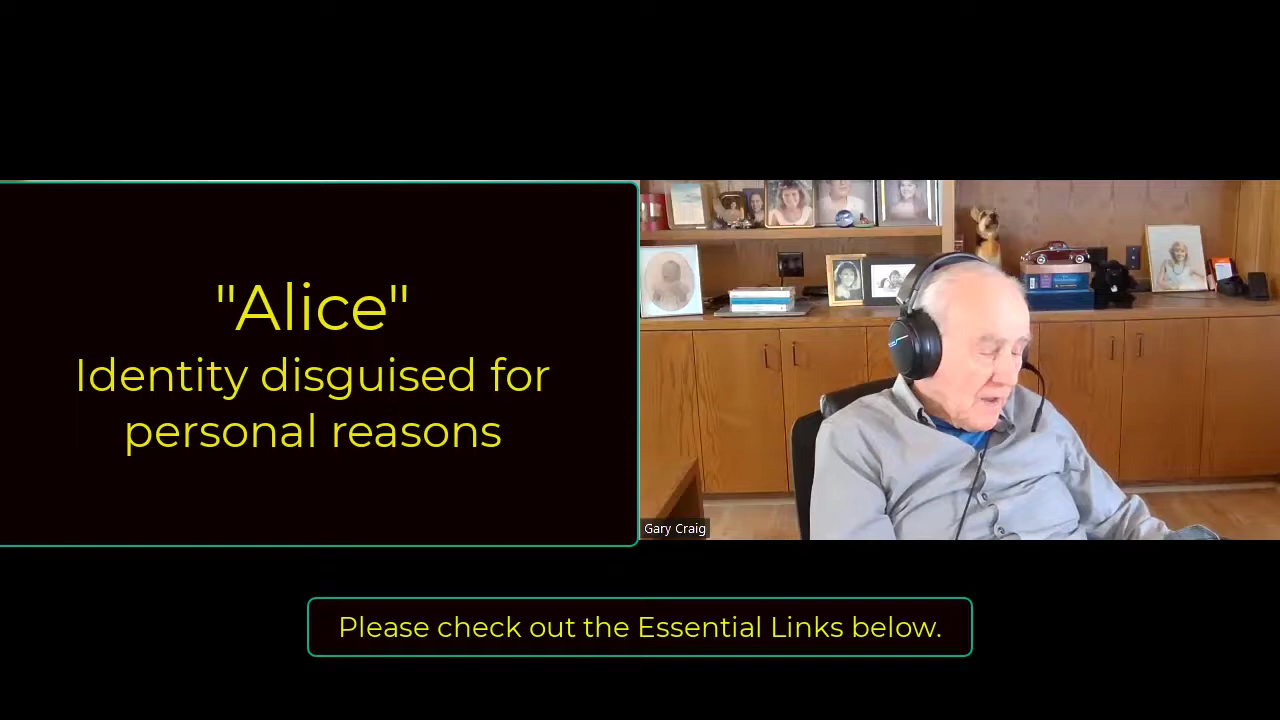 "Alice"
Identity disguised for
personal reasons
Gary Craig
Please check out the Essential Links below.